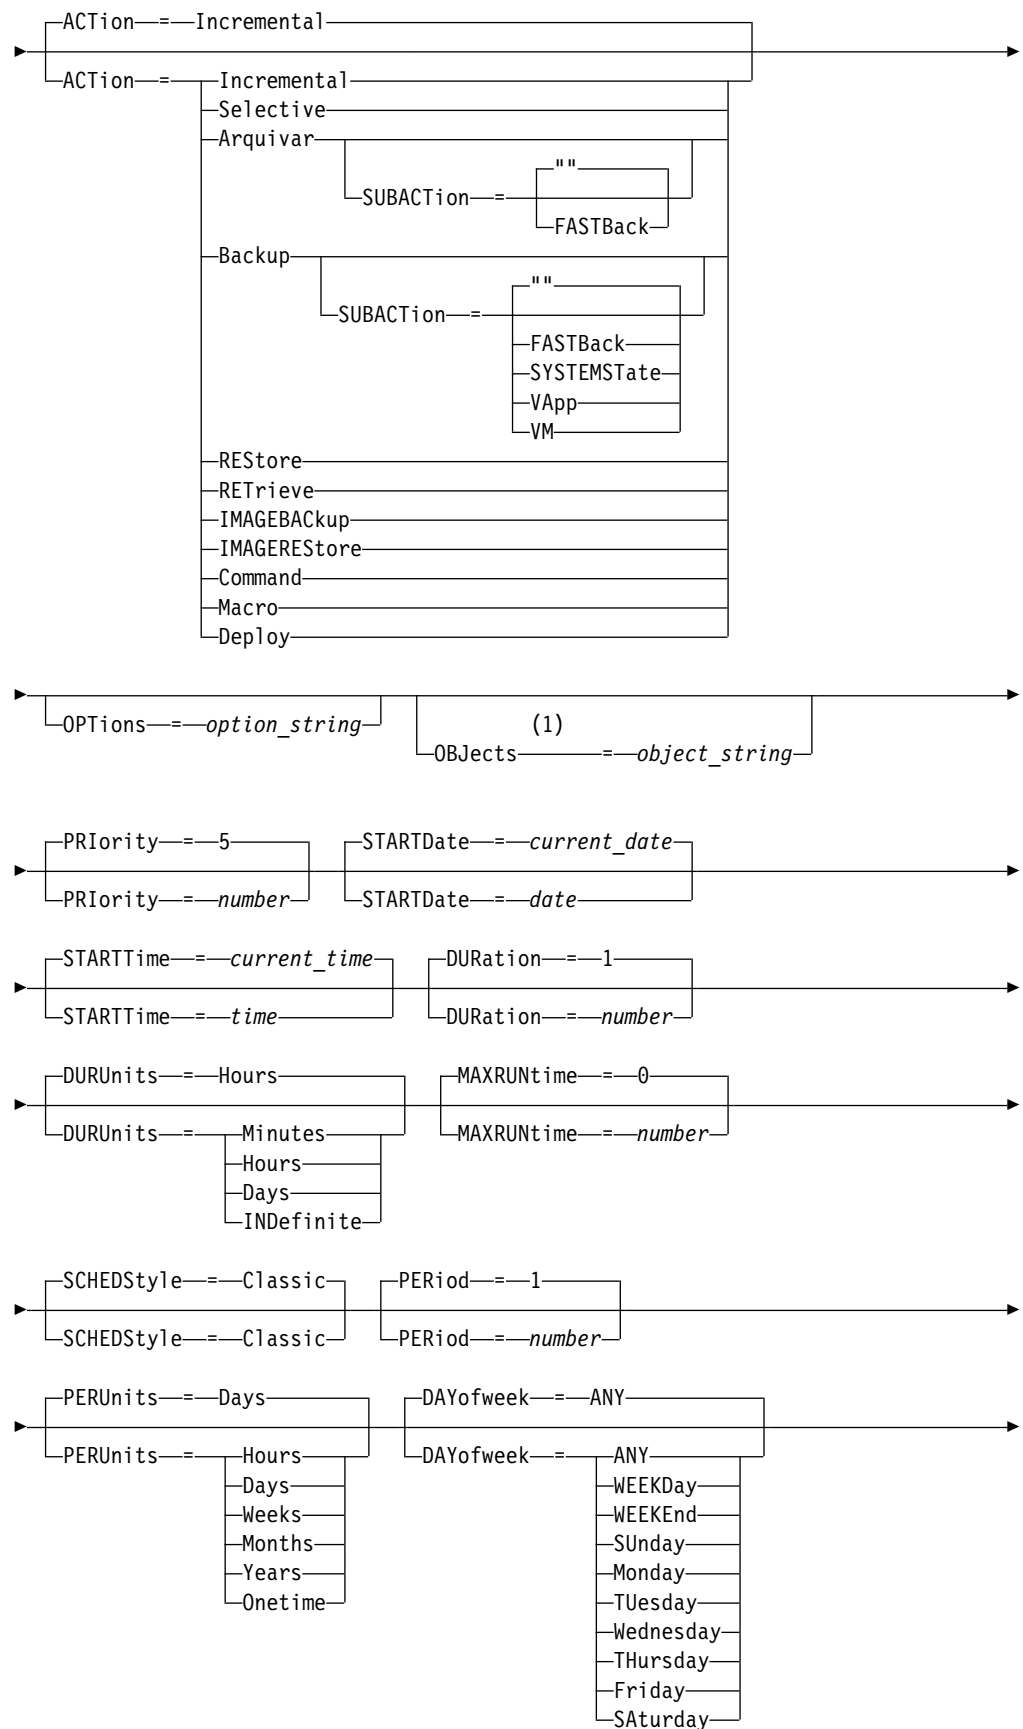 ACTion = Incremental
ACTion = Incremental
Selective
Arquivar
""
SUBACTion =
FASTBack
Backup
""
SUBACTion =
FASTBack
SYSTEMSTate
VApp
VM
REStore
RETrieve
IMAGEBACkup
IMAGEREStore
Command
Macro
Deploy
OPTions = option_string
(1)
OBJects = object_string
PRIority = 5 STARTDate = current_date
PRIority = number STARTDate = date
STARTTime = current_time DURation = 1
STARTTime = time DURation = number
DURUnits = Hours MAXRUNtime = 0
DURUnits = Minutes MAXRUNtime = number
Hours
Days
INDefinite
SCHEDStyle = Classic PERiod = 1
SCHEDStyle = Classic PERiod = number
PERUnits = Days DAYofweek = ANY
PERUnits = Hours DAYofweek = ANY
Days WEEKDay
Weeks WEEKEnd
Months SUnday
Years Monday
Onetime TUesday
Wednesday
THursday
Friday
SAturday